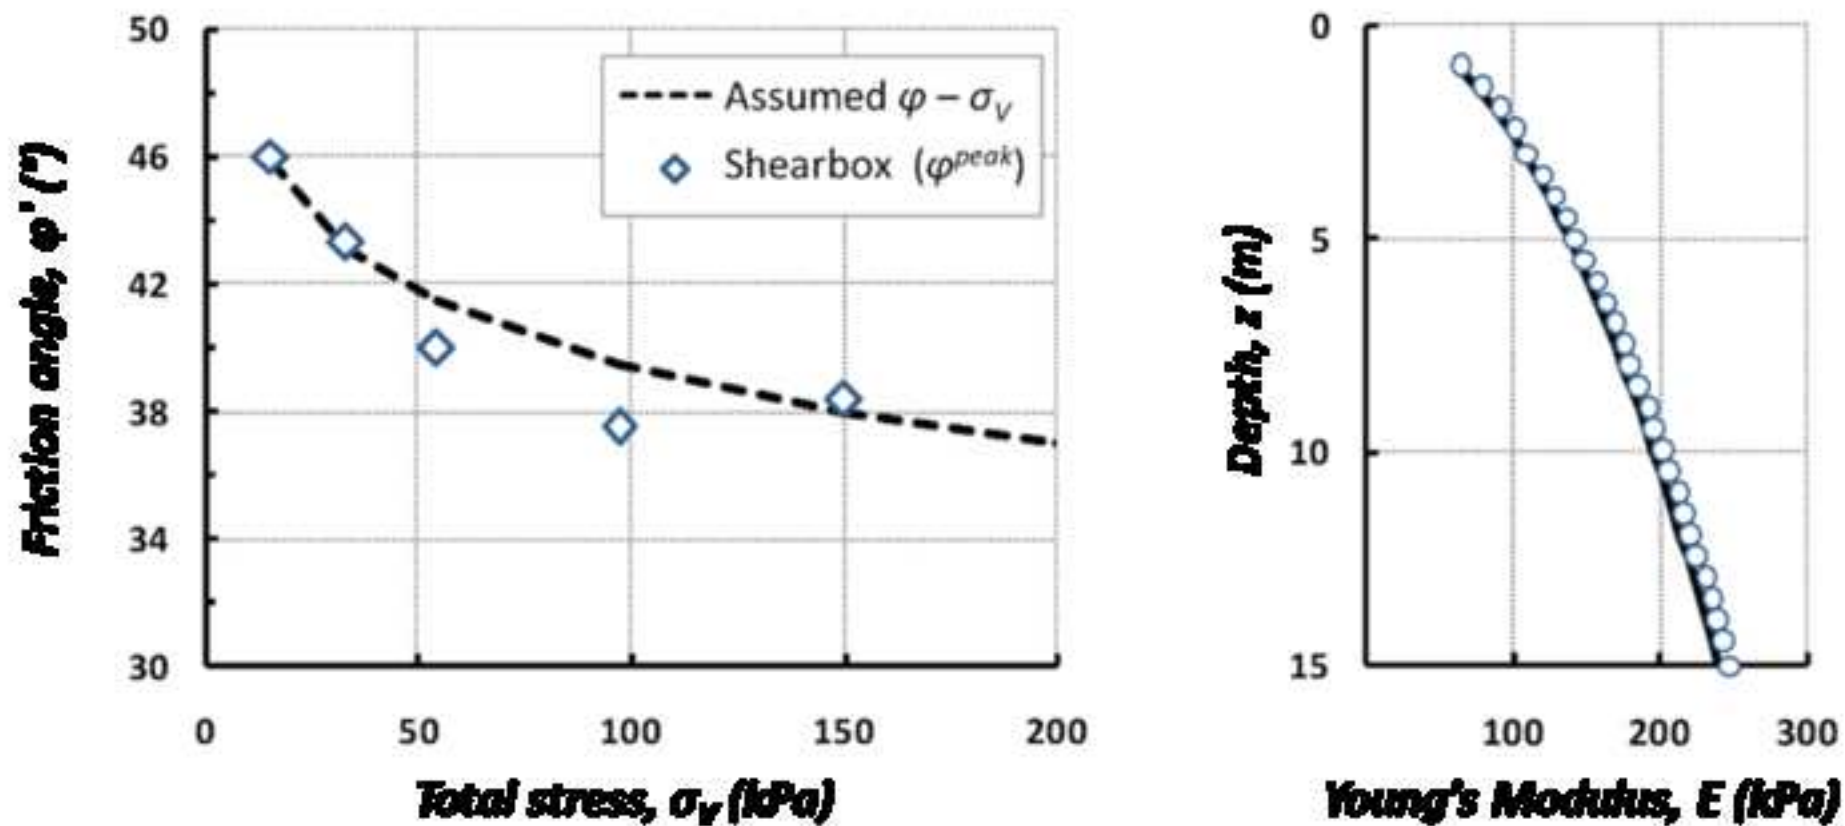 50
46
42
38
34
30
0 50 100 150 200
Friction angle, φ' (°)
Total stress, σV (kPa)
Assumed φ – σV
Shearbox (φpeak)
0
5
10
15
100 200 300
Depth, z (m)
Young's Modulus, E (kPa)